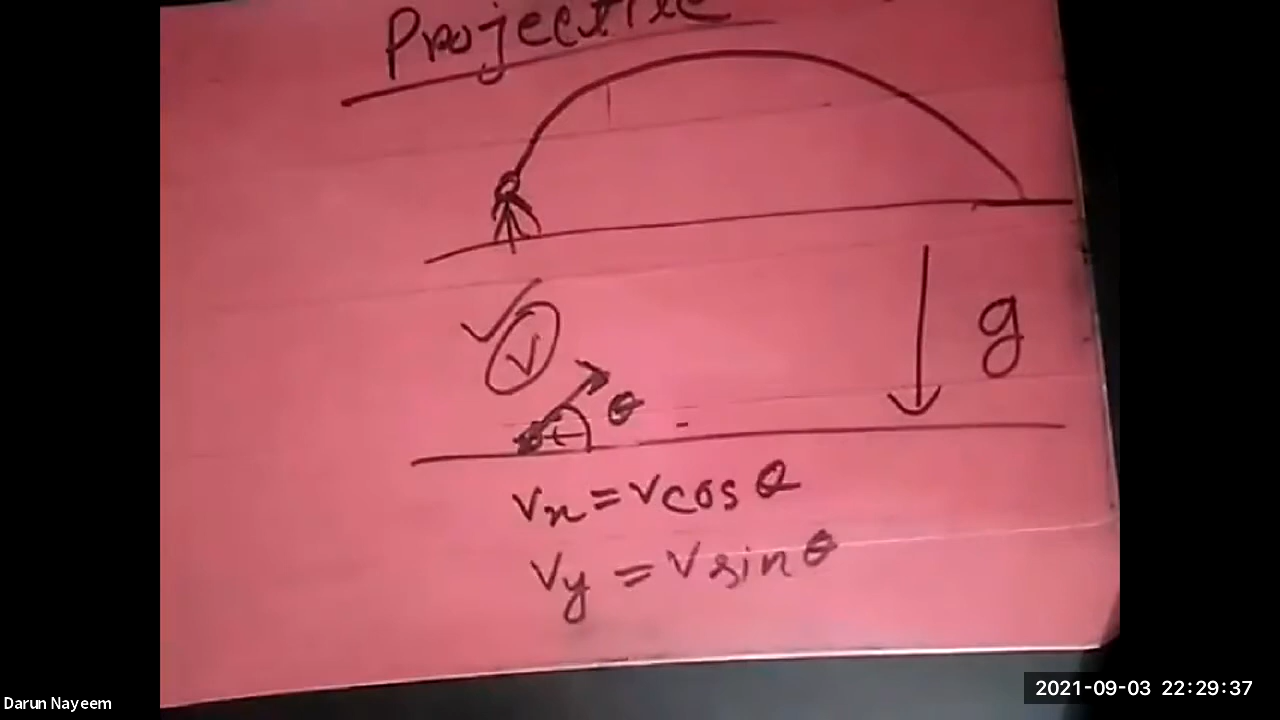 Projectile
V
θ
g
Vx = V cos θ
Vy = V sin θ
Darun Nayeem
2021-09-03 22:29:37